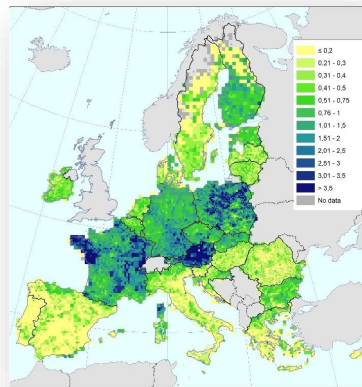 ≤ 0,2
0,21 - 0,3
0,31 - 0,4
0,41 - 0,5
0,51 - 0,75
0,76 - 1
1,01 - 1,5
1,51 - 2
2,01 - 2,5
2,51 - 3
3,01 - 3,5
> 3,5
No data